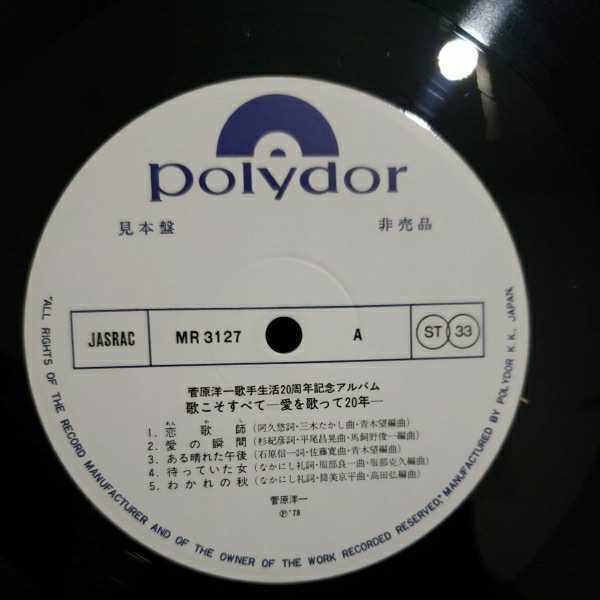 polydor
見本盤 非売品
JASRAC MR 3127 A ST 33
菅原洋一歌手生活20周年記念アルバム
歌こそすべて―愛を歌って20年―
れん か し
1. 恋歌師 (阿久悠詞・三木たかし曲・青木望編曲)
2. 愛の瞬間 (杉紀彦詞・平尾昌晃曲・馬飼野俊一編曲)
3. ある晴れた午後 (石原信一詞・佐藤寛曲・青木望編曲)
4. 待っていた女 (なかにし礼詞・服部良一曲・服部克久編曲)
5. わかれの秋 (なかにし礼詞・筒美京平曲・高田弘編曲)
菅原洋一
℗'78
"ALL RIGHTS OF THE RECORD MANUFACTURER AND OF THE OWNER OF THE WORK RECORDED RESERVED," MANUFACTURED BY POLYDOR K.K., JAPAN